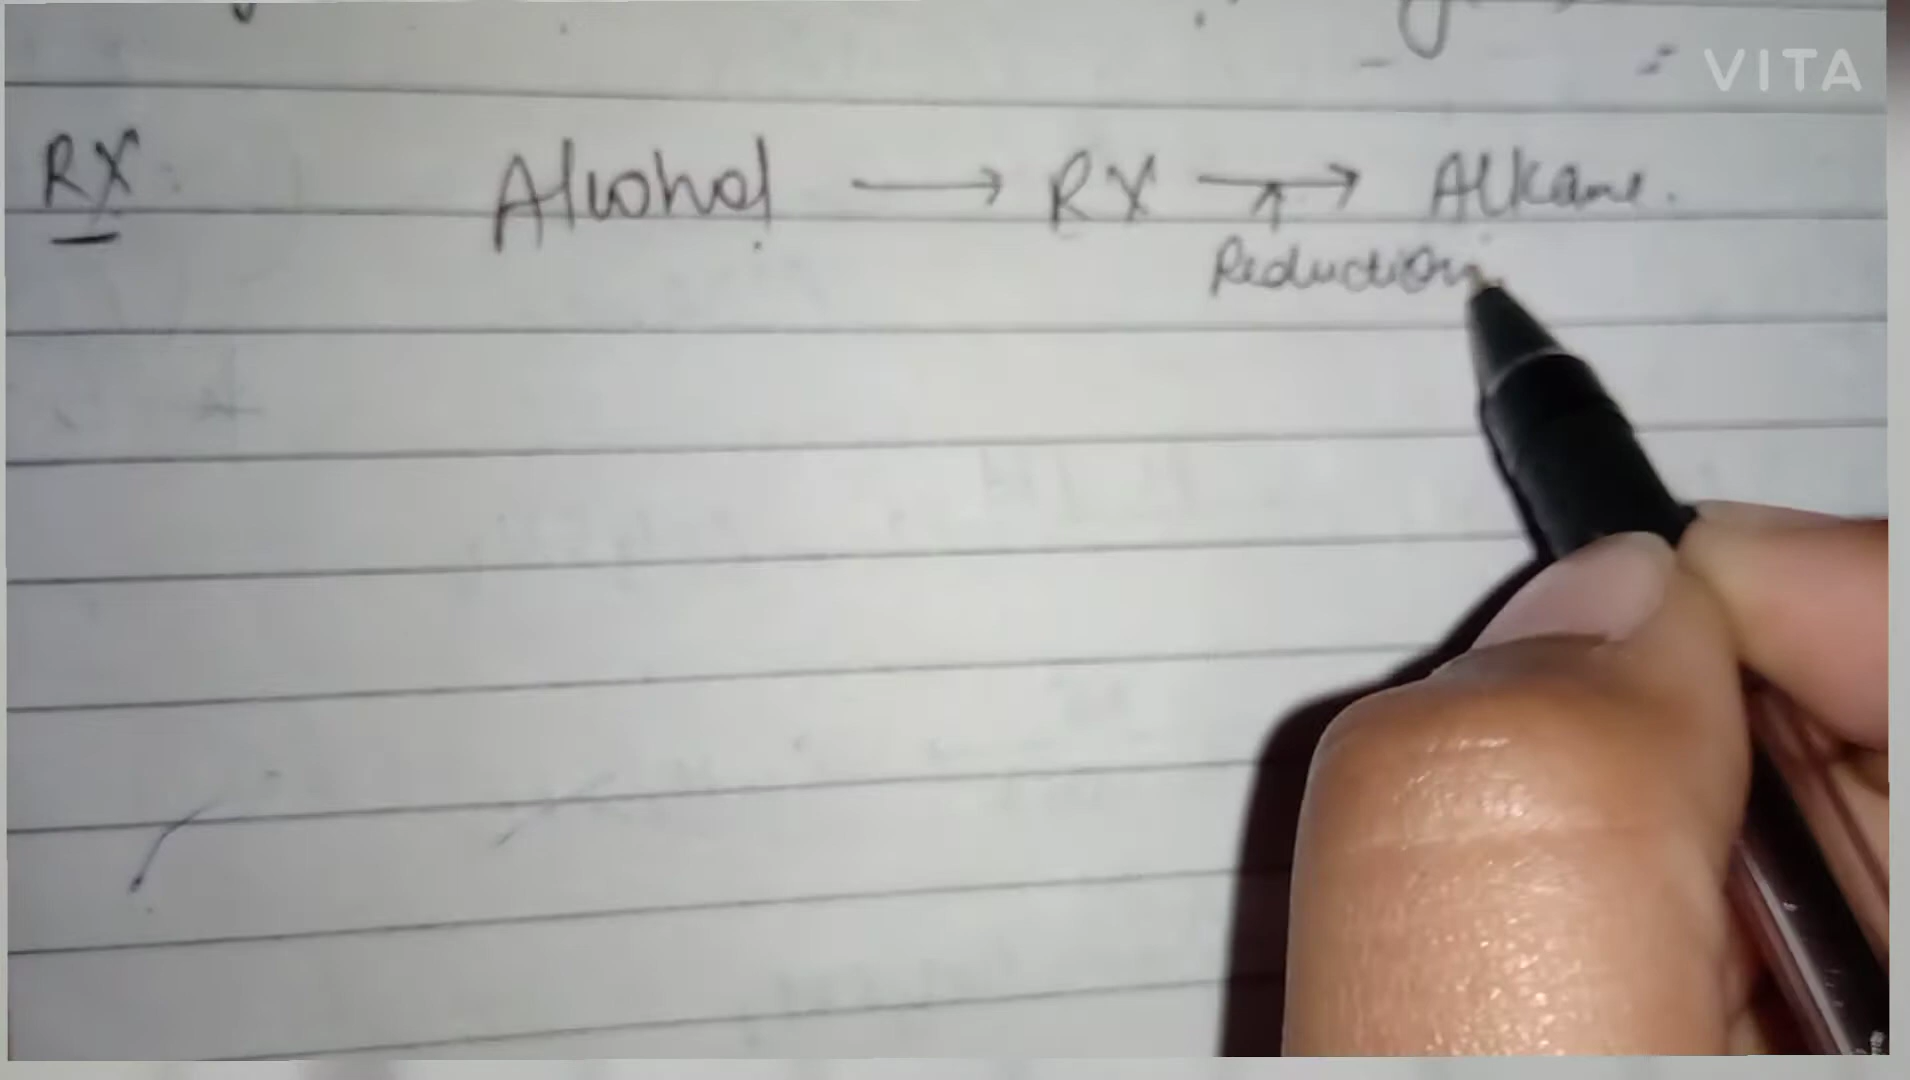 VITA
RX Alcohol → RX → Alkane.
↑
Reduction